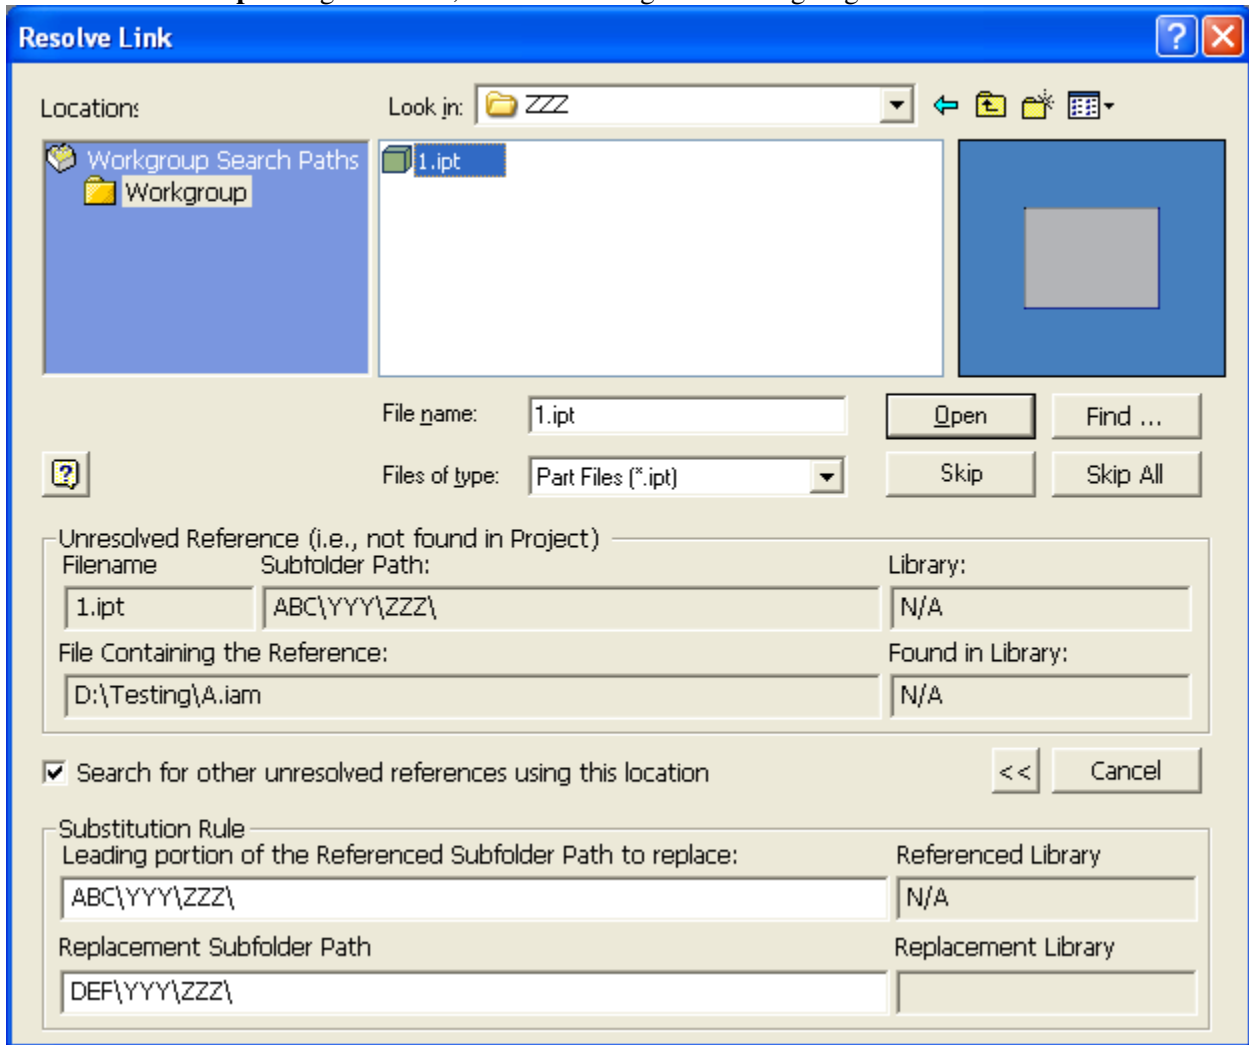 Resolve Link
Locations
Look in: ZZZ
Workgroup Search Paths
Workgroup
1.ipt
File name: 1.ipt
Open Find ...
Files of type: Part Files (*.ipt)
Skip Skip All
Unresolved Reference (i.e., not found in Project)
Filename Subfolder Path: Library:
1.ipt ABC\YYY\ZZZ\ N/A
File Containing the Reference: Found in Library:
D:\Testing\A.iam N/A
Search for other unresolved references using this location << Cancel
Substitution Rule
Leading portion of the Referenced Subfolder Path to replace: Referenced Library
ABC\YYY\ZZZ\ N/A
Replacement Subfolder Path Replacement Library
DEF\YYY\ZZZ\